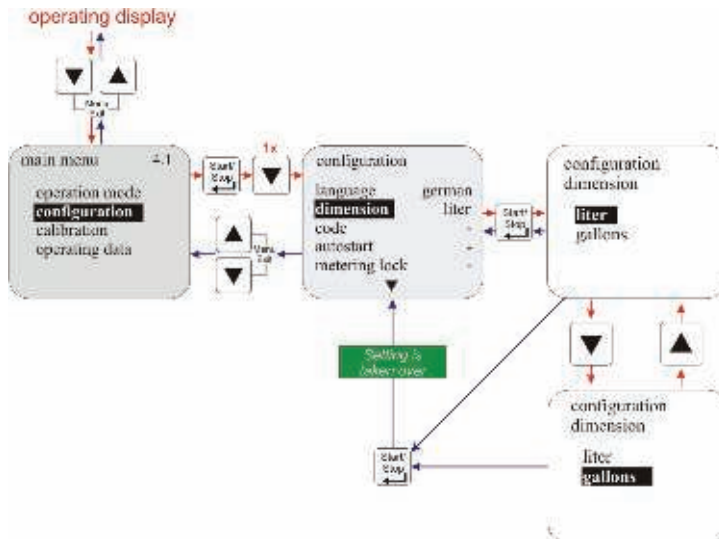 operating display
Menu
Exit
main menu 4.1
operation mode
configuration
calibration
operating data
Start/
Stop
1x
Menu
Exit
configuration
language german
dimension liter
code -
autostart +
metering lock -
Start/
Stop
configuration
dimension
liter
gallons
Setting is
taken over
Start/
Stop
configuration
dimension
liter
gallons